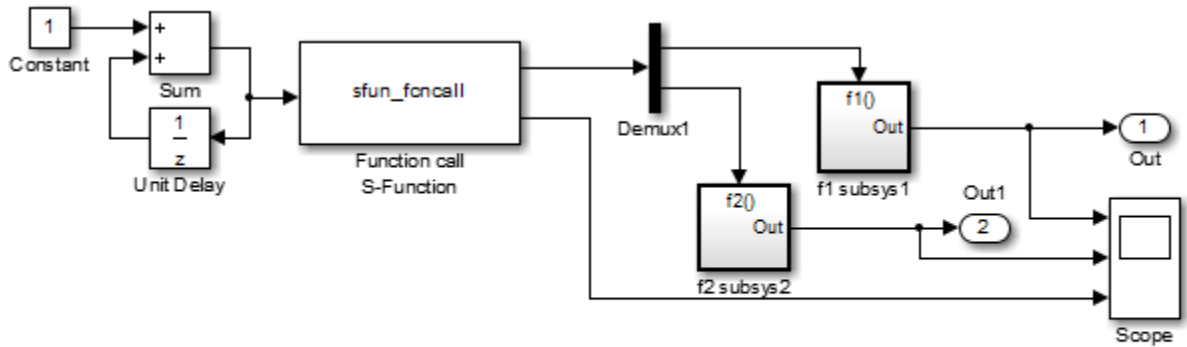 1
Constant
+
+
Sum
1
z
Unit Delay
sfun_fcncall
Function call
S-Function
Demux1
f1()
Out
f1 subsys1
1
Out
f2()
Out
f2 subsys2
Out1
2
Scope